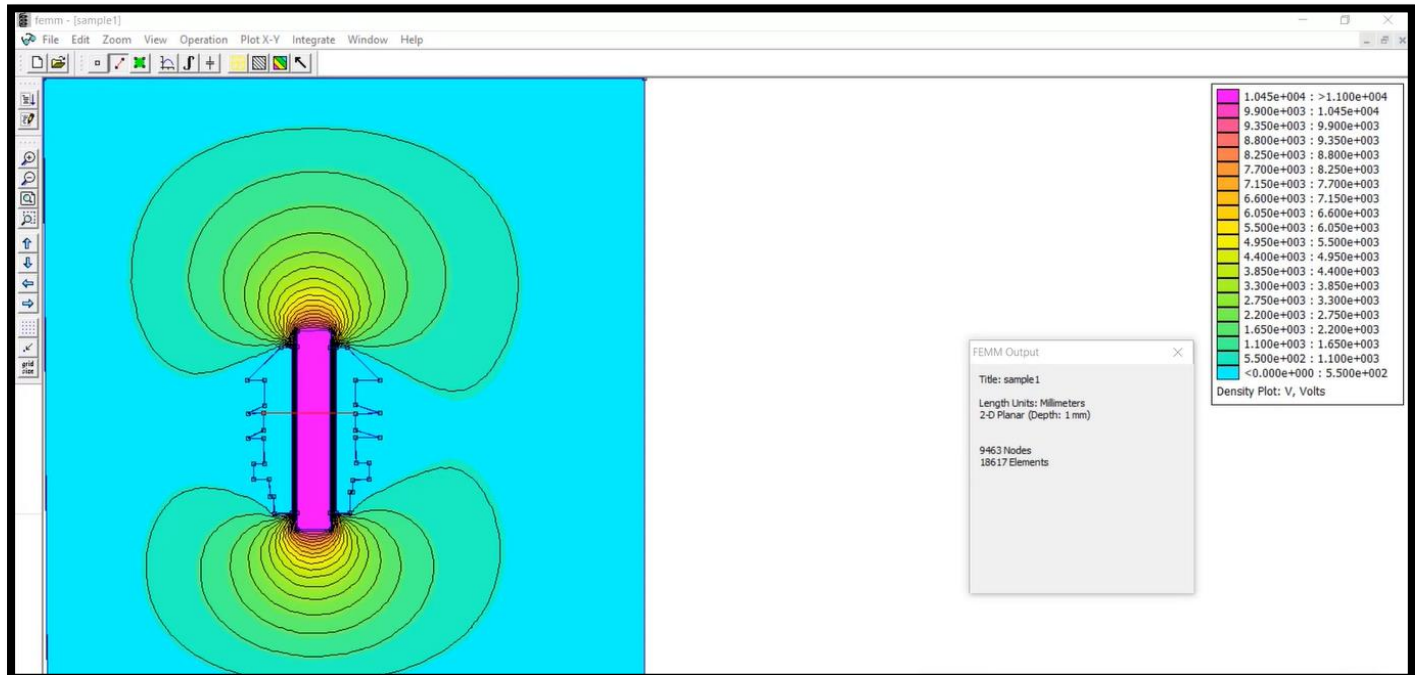 femm - [sample1]
File Edit Zoom View Operation Plot X-Y Integrate Window Help
grid
size
1.045e+004 : >1.100e+004
9.900e+003 : 1.045e+004
9.350e+003 : 9.900e+003
8.800e+003 : 9.350e+003
8.250e+003 : 8.800e+003
7.700e+003 : 8.250e+003
7.150e+003 : 7.700e+003
6.600e+003 : 7.150e+003
6.050e+003 : 6.600e+003
5.500e+003 : 6.050e+003
4.950e+003 : 5.500e+003
4.400e+003 : 4.950e+003
3.850e+003 : 4.400e+003
3.300e+003 : 3.850e+003
2.750e+003 : 3.300e+003
2.200e+003 : 2.750e+003
1.650e+003 : 2.200e+003
1.100e+003 : 1.650e+003
5.500e+002 : 1.100e+003
<0.000e+000 : 5.500e+002
Density Plot: V, Volts
FEMM Output
Title: sample1
Length Units: Millimeters
2-D Planar (Depth: 1 mm)
9463 Nodes
18617 Elements